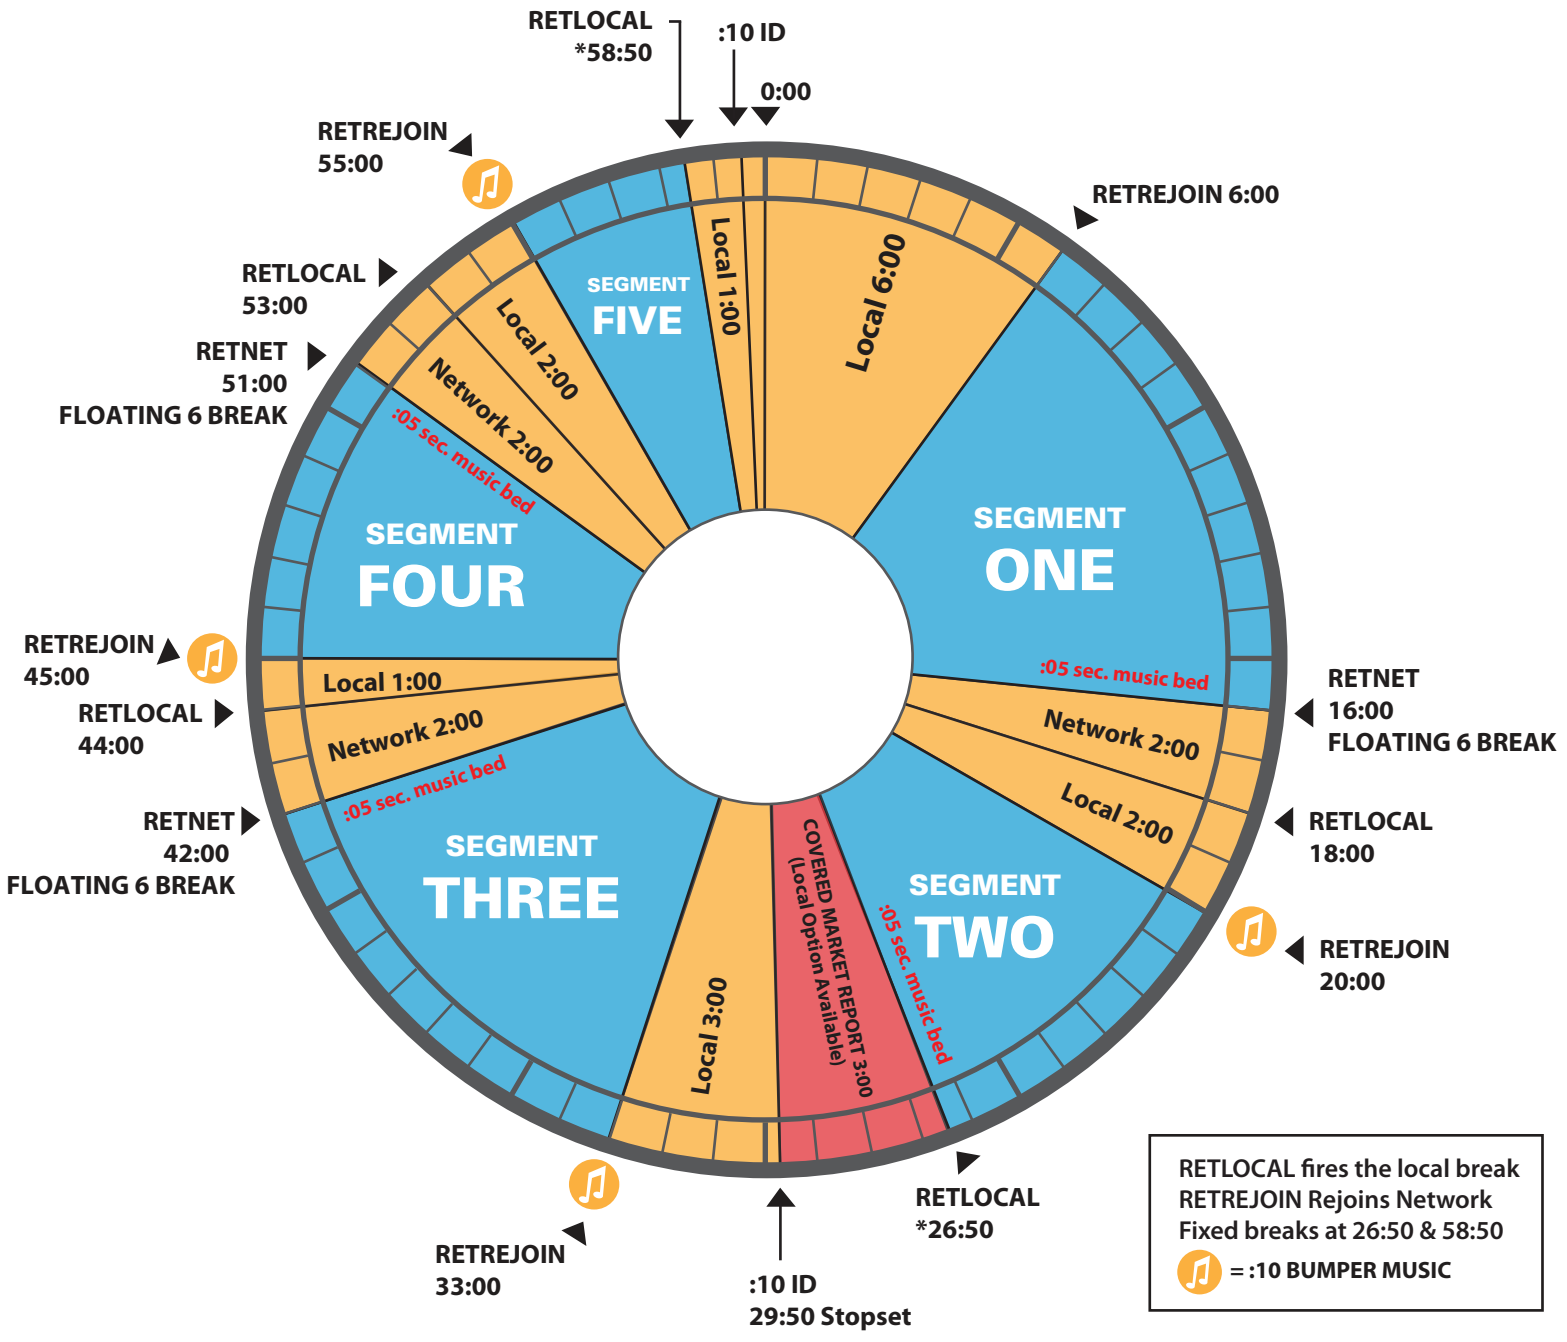 RETLOCAL
*58:50
:10 ID
0:00
RETREJOIN
55:00
RETREJOIN 6:00
RETLOCAL
53:00
RETNET
51:00
FLOATING 6 BREAK
Local 1:00
Local 6:00
SEGMENT
FIVE
Local 2:00
Network 2:00
:05 sec. music bed
SEGMENT
FOUR
SEGMENT
ONE
:05 sec. music bed
RETREJOIN
45:00
Local 1:00
RETLOCAL
44:00
Network 2:00
:05 sec. music bed
RETNET
42:00
FLOATING 6 BREAK
Network 2:00
RETNET
16:00
FLOATING 6 BREAK
Local 2:00
RETLOCAL
18:00
SEGMENT
THREE
SEGMENT
TWO
:05 sec. music bed
COVERED MARKET REPORT 3:00
(Local Option Available)
Local 3:00
RETREJOIN
20:00
RETREJOIN
33:00
RETLOCAL
*26:50
:10 ID
29:50 Stopset
RETLOCAL fires the local break
RETREJOIN Rejoins Network
Fixed breaks at 26:50 & 58:50
= :10 BUMPER MUSIC